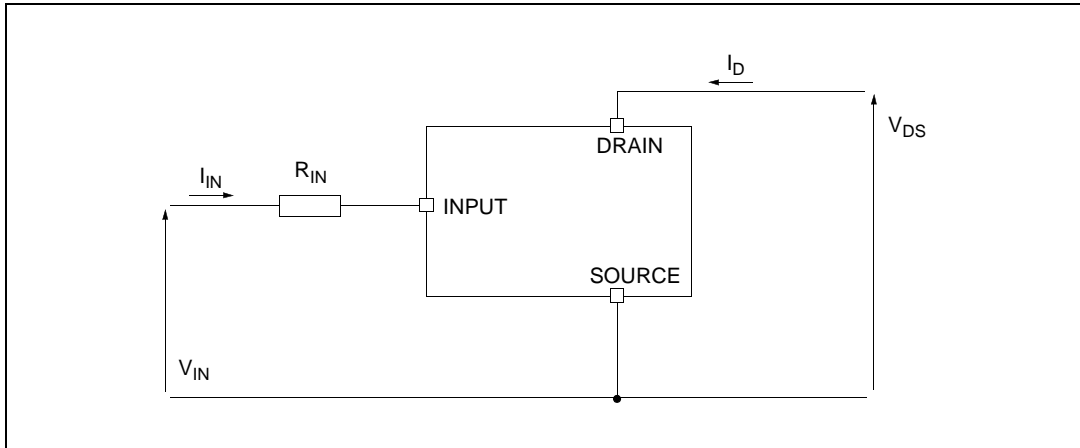 I_D
V_DS
DRAIN
R_IN
I_IN
INPUT
SOURCE
V_IN